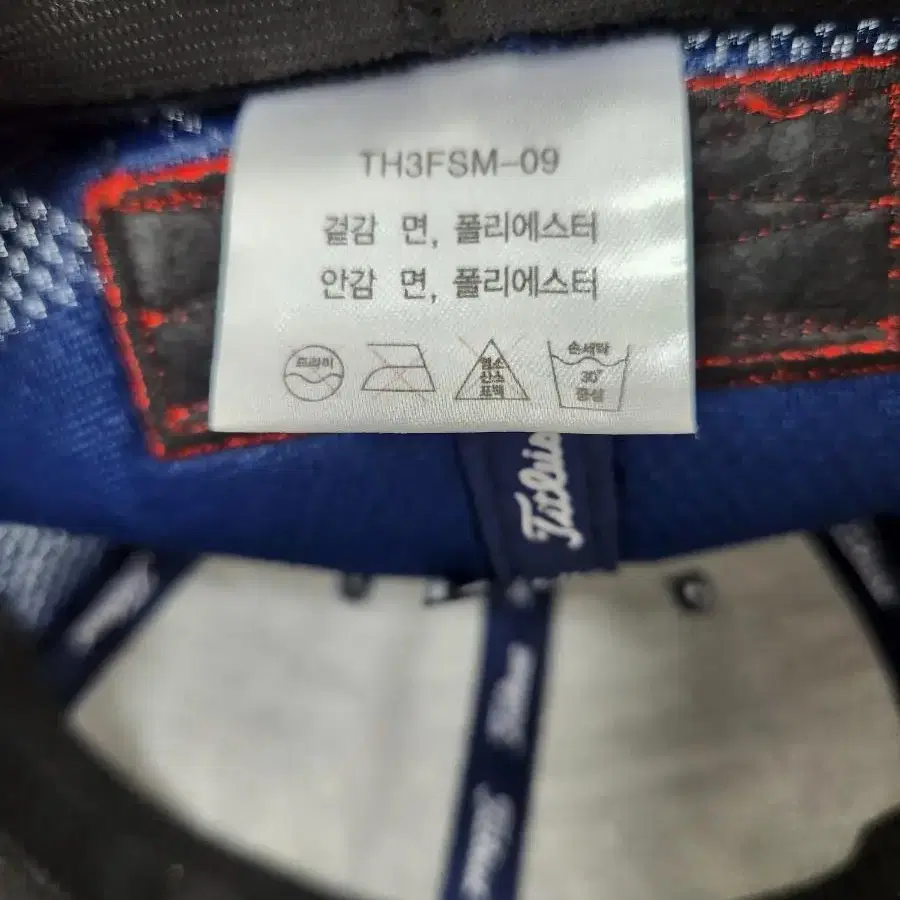 TH3FSM-09
겉감 면, 폴리에스터
안감 면, 폴리에스터
드라이
염소
산소
표백
손세탁
30°
중성
Titleist